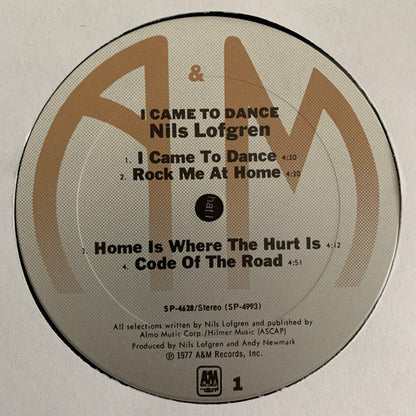 A&M
I CAME TO DANCE
Nils Lofgren
1. I Came To Dance 4:10
2. Rock Me At Home 4:30
3. Home Is Where The Hurt Is 4:12
4. Code Of The Road 4:51
SP-4628/Stereo (SP-4993)
All selections written by Nils Lofgren and published by
Almo Music Corp./Hilmer Music (ASCAP)
Produced by Nils Lofgren and Andy Newmark
℗ 1977 A&M Records, Inc.
A&M
1